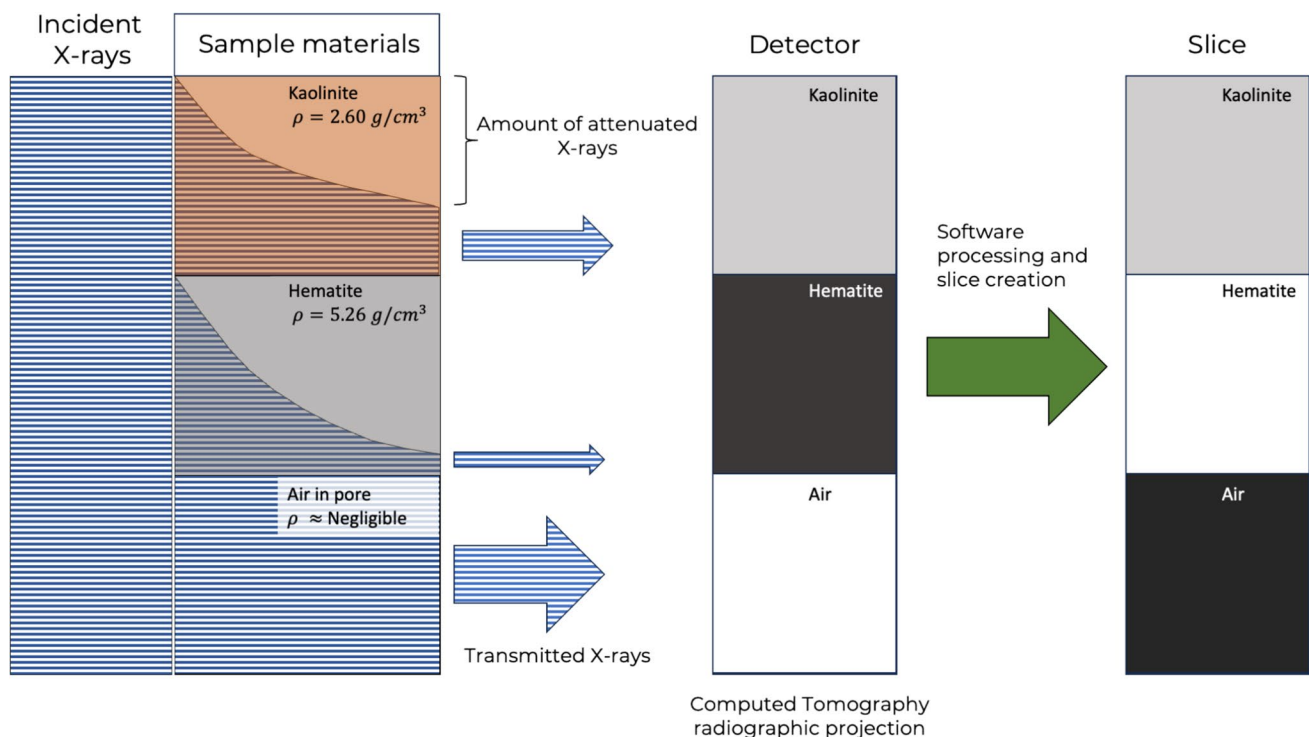 Incident
X-rays
Sample materials
Detector
Slice
Kaolinite
ρ = 2.60 g/cm³
Amount of attenuated
X-rays
Hematite
ρ = 5.26 g/cm³
Air in pore
ρ ≈ Negligible
Transmitted X-rays
Kaolinite
Hematite
Air
Computed Tomography
radiographic projection
Software
processing and
slice creation
Kaolinite
Hematite
Air